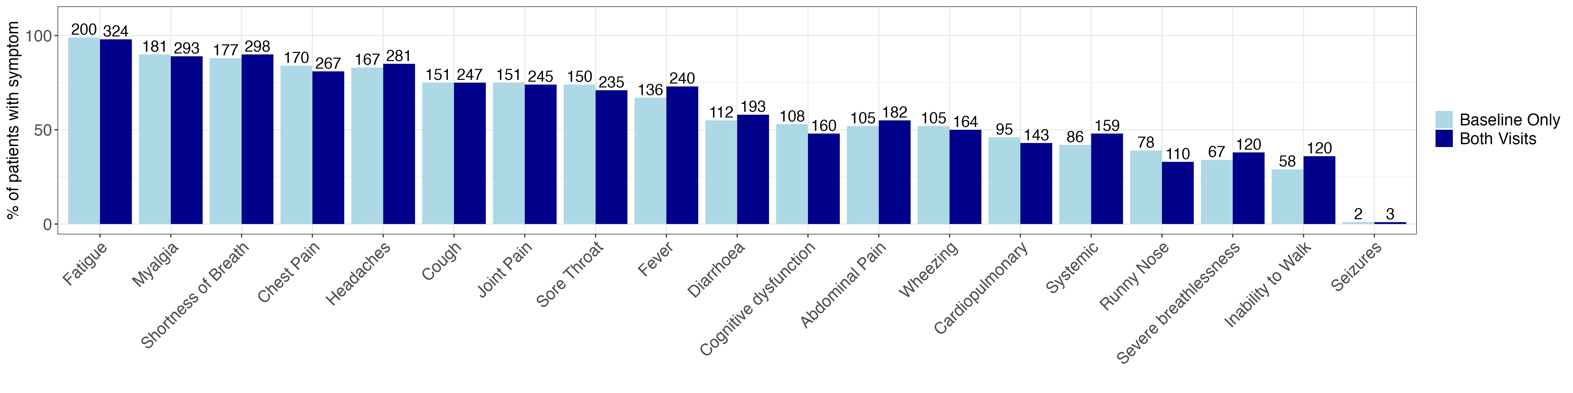 % of patients with symptom
100
50
0
200 324 181 293 177 298 170 267 167 281 151 247 151 245 150 235 136 240 112 193 108 160 105 182 105 164 95 143 86 159 78 110 67 120 58 120 2 3
Fatigue
Myalgia
Shortness of Breath
Chest Pain
Headaches
Cough
Joint Pain
Sore Throat
Fever
Diarrhoea
Cognitive dysfunction
Abdominal Pain
Wheezing
Cardiopulmonary
Systemic
Runny Nose
Severe breathlessness
Inability to Walk
Seizures
Baseline Only
Both Visits